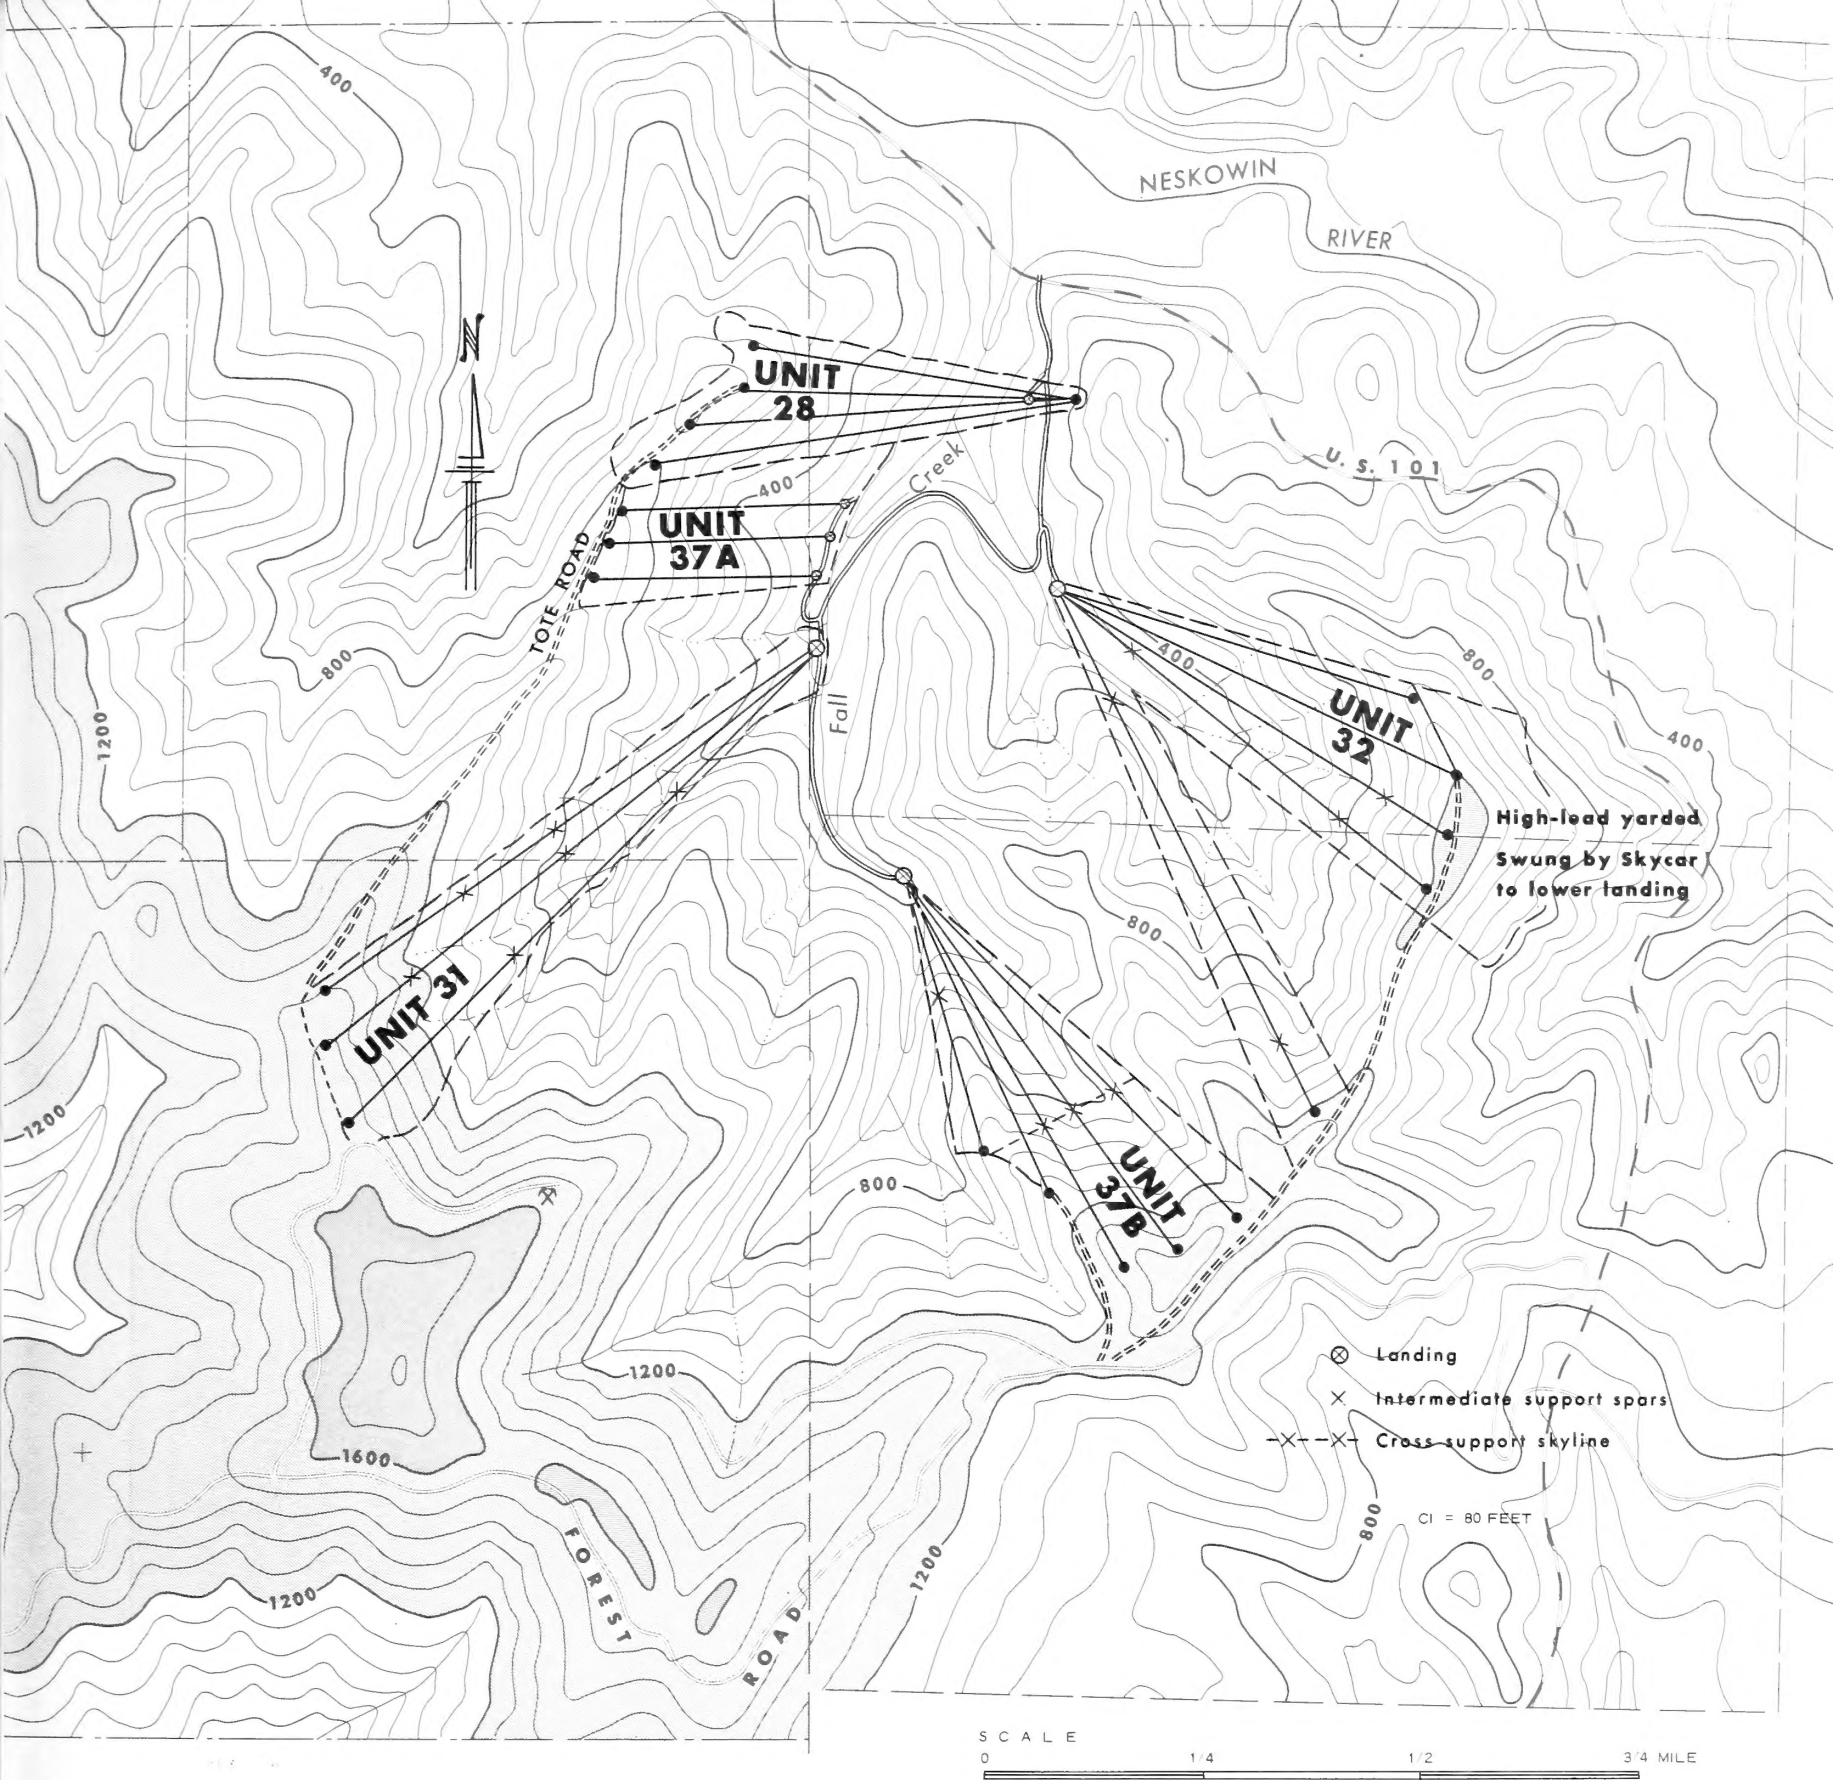 400
NESKOWIN
RIVER
N
UNIT
28
U. S. 101
Creek
400
UNIT
37A
TOTE ROAD
800
1200
400
800
Fall
UNIT
32
400
High-lead yarded
Swung by Skycar
to lower landing
800
UNIT 31
1200
UNIT
37B
800
Landing
1200
Intermediate support spars
Cross support skyline
1600
CI = 80 FEET
800
FOREST
ROAD
1200
1200
SCALE
0 1/4 1/2 3/4 MILE